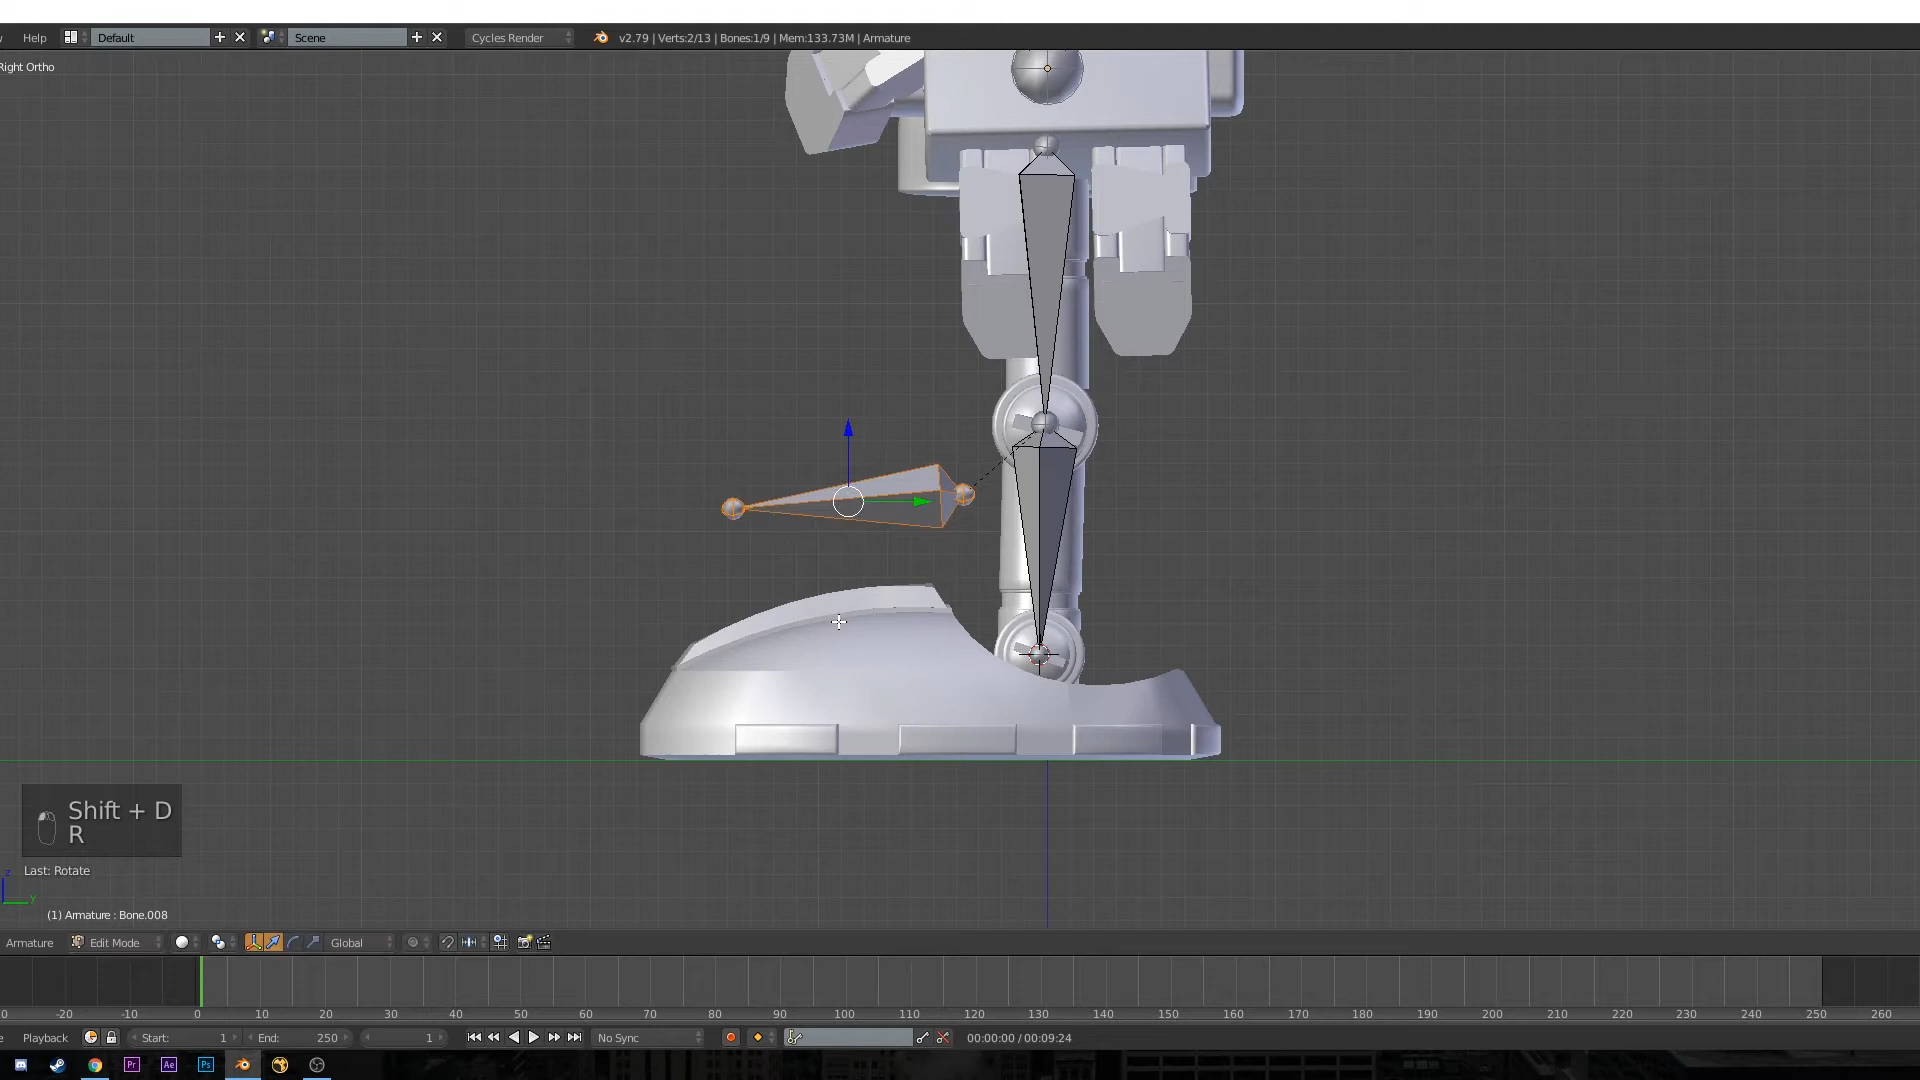 Help Default Scene Cycles Render v2.79 | Verts:2/13 | Bones:1/9 | Mem:133.73M | Armature
Right Ortho
Shift + D
R
Last: Rotate
z
y
(1) Armature : Bone.008
Armature Edit Mode Global
-20 -10 0 10 20 30 40 50 60 70 80 90 100 110 120 130 140 150 160 170 180 190 200 210 220 230 240 250 260
Playback Start: 1 End: 250 1 No Sync 00:00:00 / 00:09:24
Pr Ae Ps